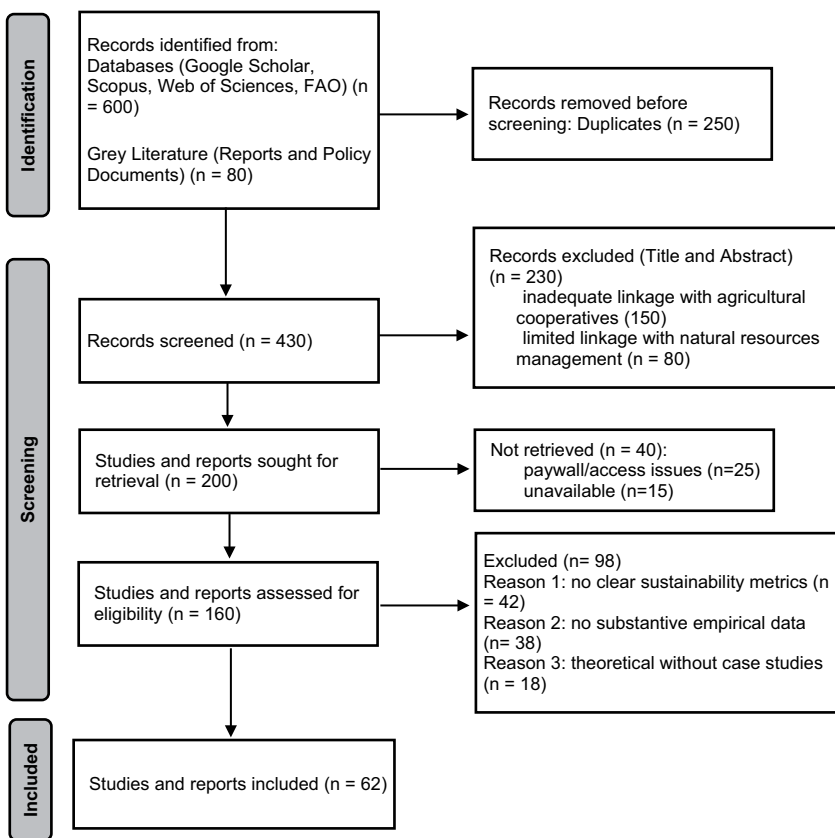 Identification
Records identified from:
Databases (Google Scholar,
Scopus, Web of Sciences, FAO) (n
= 600)
Grey Literature (Reports and Policy
Documents) (n = 80)
Records removed before
screening: Duplicates (n = 250)
Screening
Records screened (n = 430)
Records excluded (Title and Abstract)
(n = 230)
inadequate linkage with agricultural
cooperatives (150)
limited linkage with natural resources
management (n = 80)
Studies and reports sought for
retrieval (n = 200)
Not retrieved (n = 40):
paywall/access issues (n=25)
unavailable (n=15)
Studies and reports assessed for
eligibility (n = 160)
Excluded (n= 98)
Reason 1: no clear sustainability metrics (n
= 42)
Reason 2: no substantive empirical data
(n= 38)
Reason 3: theoretical without case studies
(n = 18)
Included
Studies and reports included (n = 62)